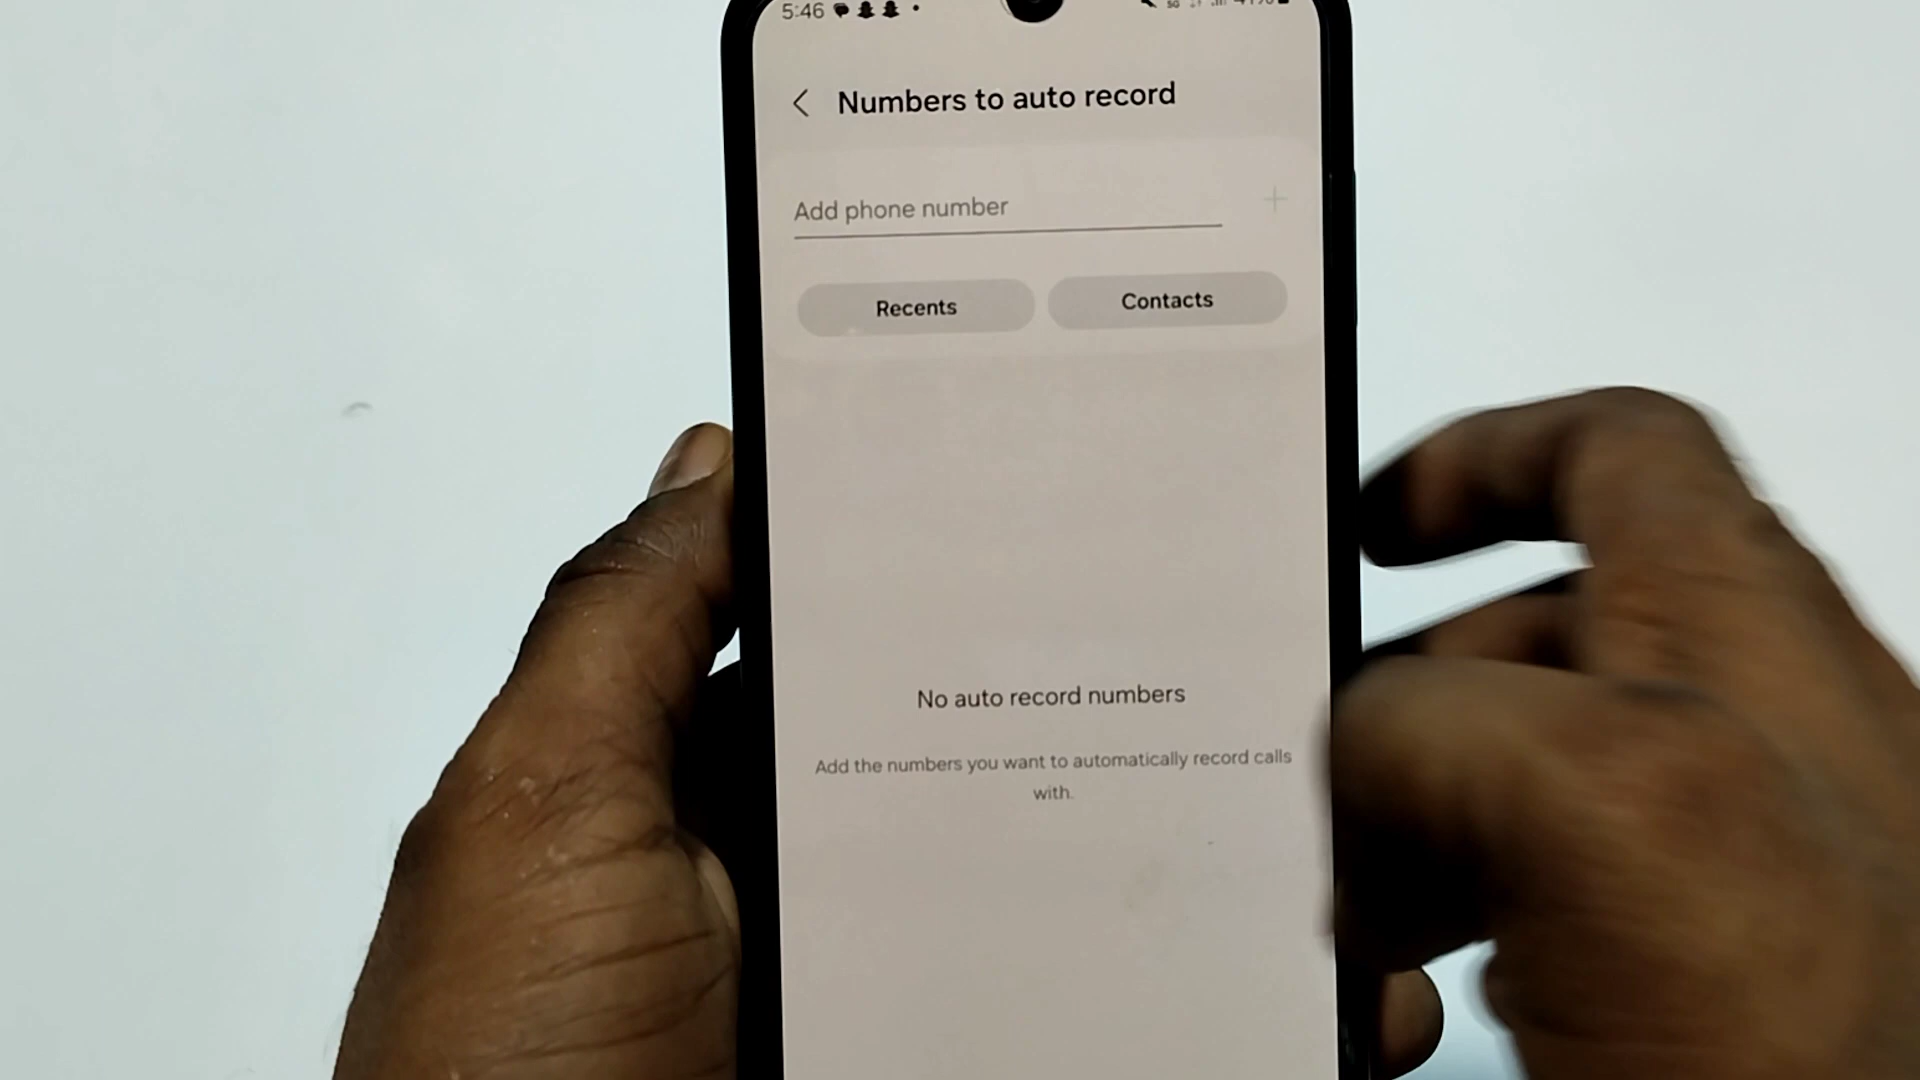 5:46
Numbers to auto record
Add phone number
Recents
Contacts
No auto record numbers
Add the numbers you want to automatically record calls
with.